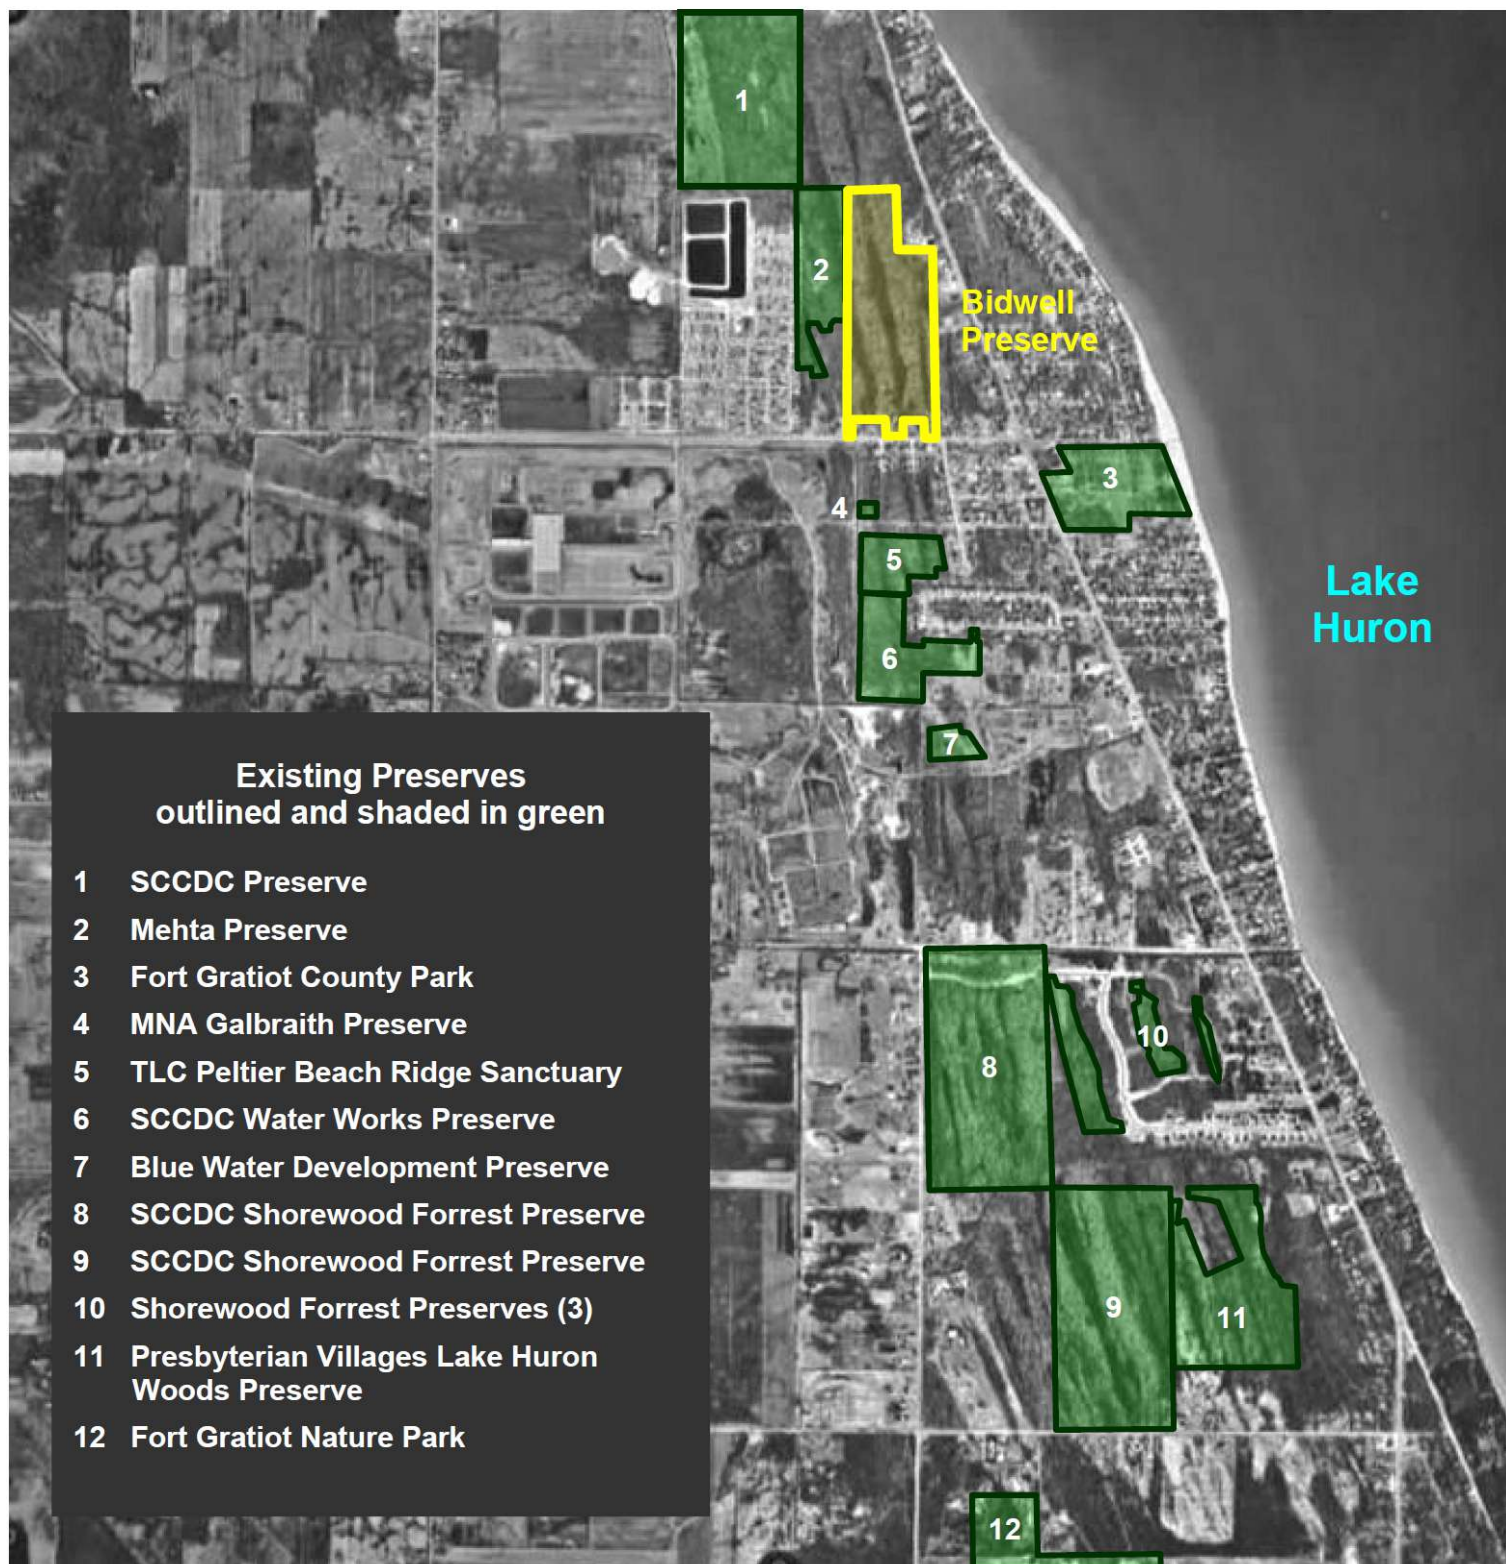 1
2
Bidwell
Preserve
3
4
5
Lake
Huron
6
7
Existing Preserves
outlined and shaded in green
1 SCCDC Preserve
2 Mehta Preserve
3 Fort Gratiot County Park
4 MNA Galbraith Preserve
5 TLC Peltier Beach Ridge Sanctuary
6 SCCDC Water Works Preserve
7 Blue Water Development Preserve
8 SCCDC Shorewood Forrest Preserve
9 SCCDC Shorewood Forrest Preserve
10 Shorewood Forrest Preserves (3)
11 Presbyterian Villages Lake Huron
Woods Preserve
12 Fort Gratiot Nature Park
10
8
9
11
12